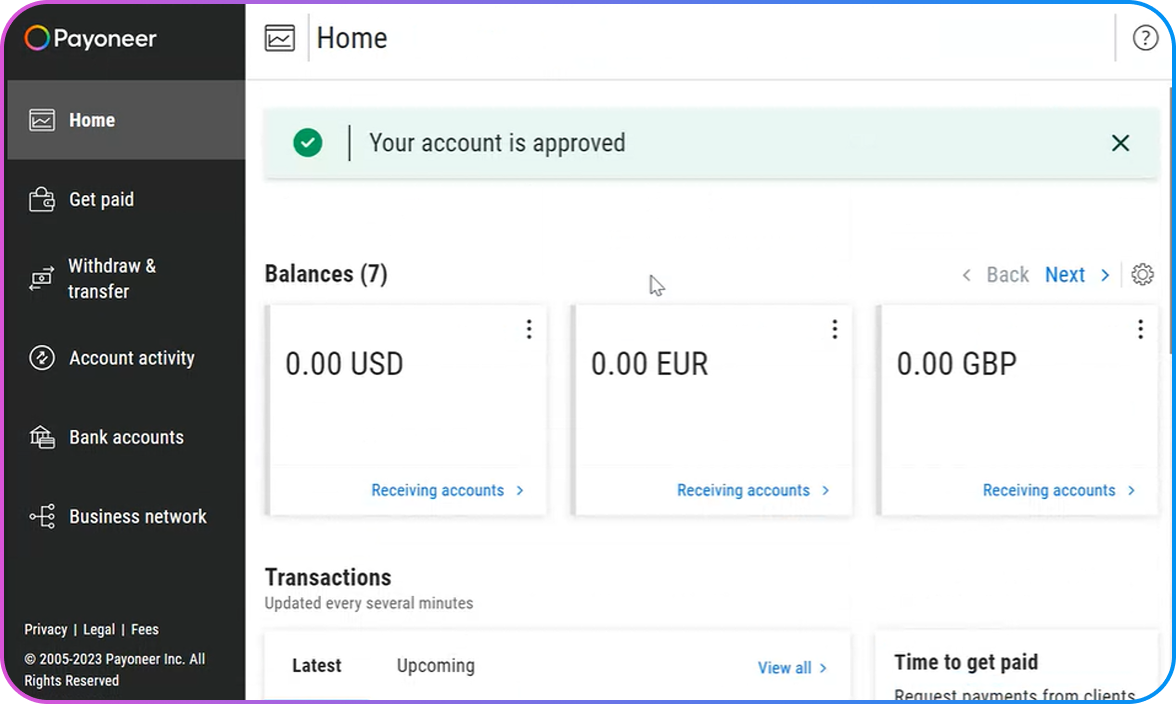 Payoneer
Home
Get paid
Withdraw &
transfer
Account activity
Bank accounts
Business network
Privacy | Legal | Fees
© 2005-2023 Payoneer Inc. All
Rights Reserved
Home
?
Your account is approved
Balances (7)
Back Next
0.00 USD
Receiving accounts
0.00 EUR
Receiving accounts
0.00 GBP
Receiving accounts
Transactions
Updated every several minutes
Latest Upcoming View all
Time to get paid
Request payments from clients